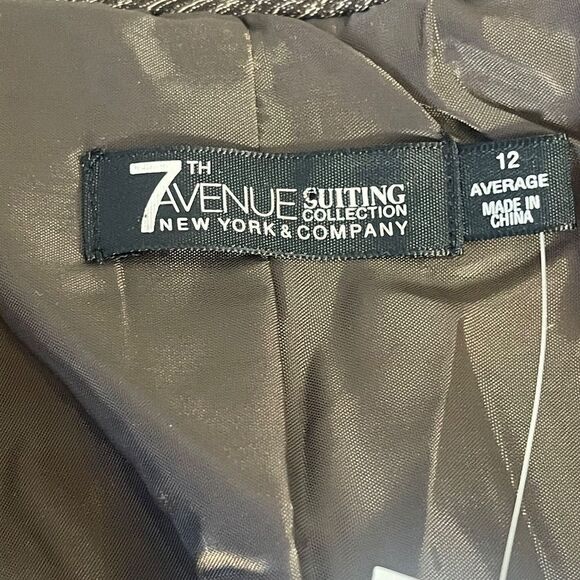 7TH AVENUE SUITING COLLECTION
NEW YORK & COMPANY
12
AVERAGE
MADE IN
CHINA